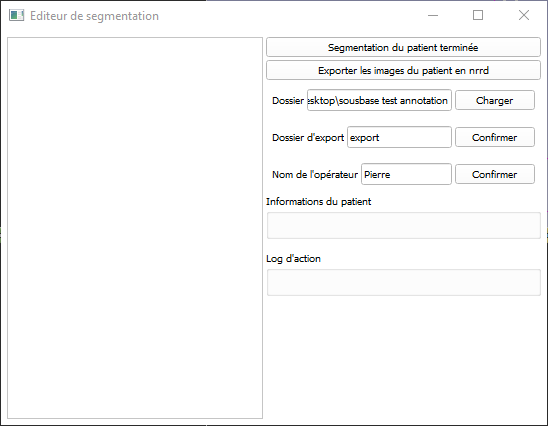 Editeur de segmentation
Segmentation du patient terminée
Exporter les images du patient en nrrd
Dossier esktop\sousbase test annotation Charger
Dossier d'export export Confirmer
Nom de l'opérateur Pierre Confirmer
Informations du patient
Log d'action